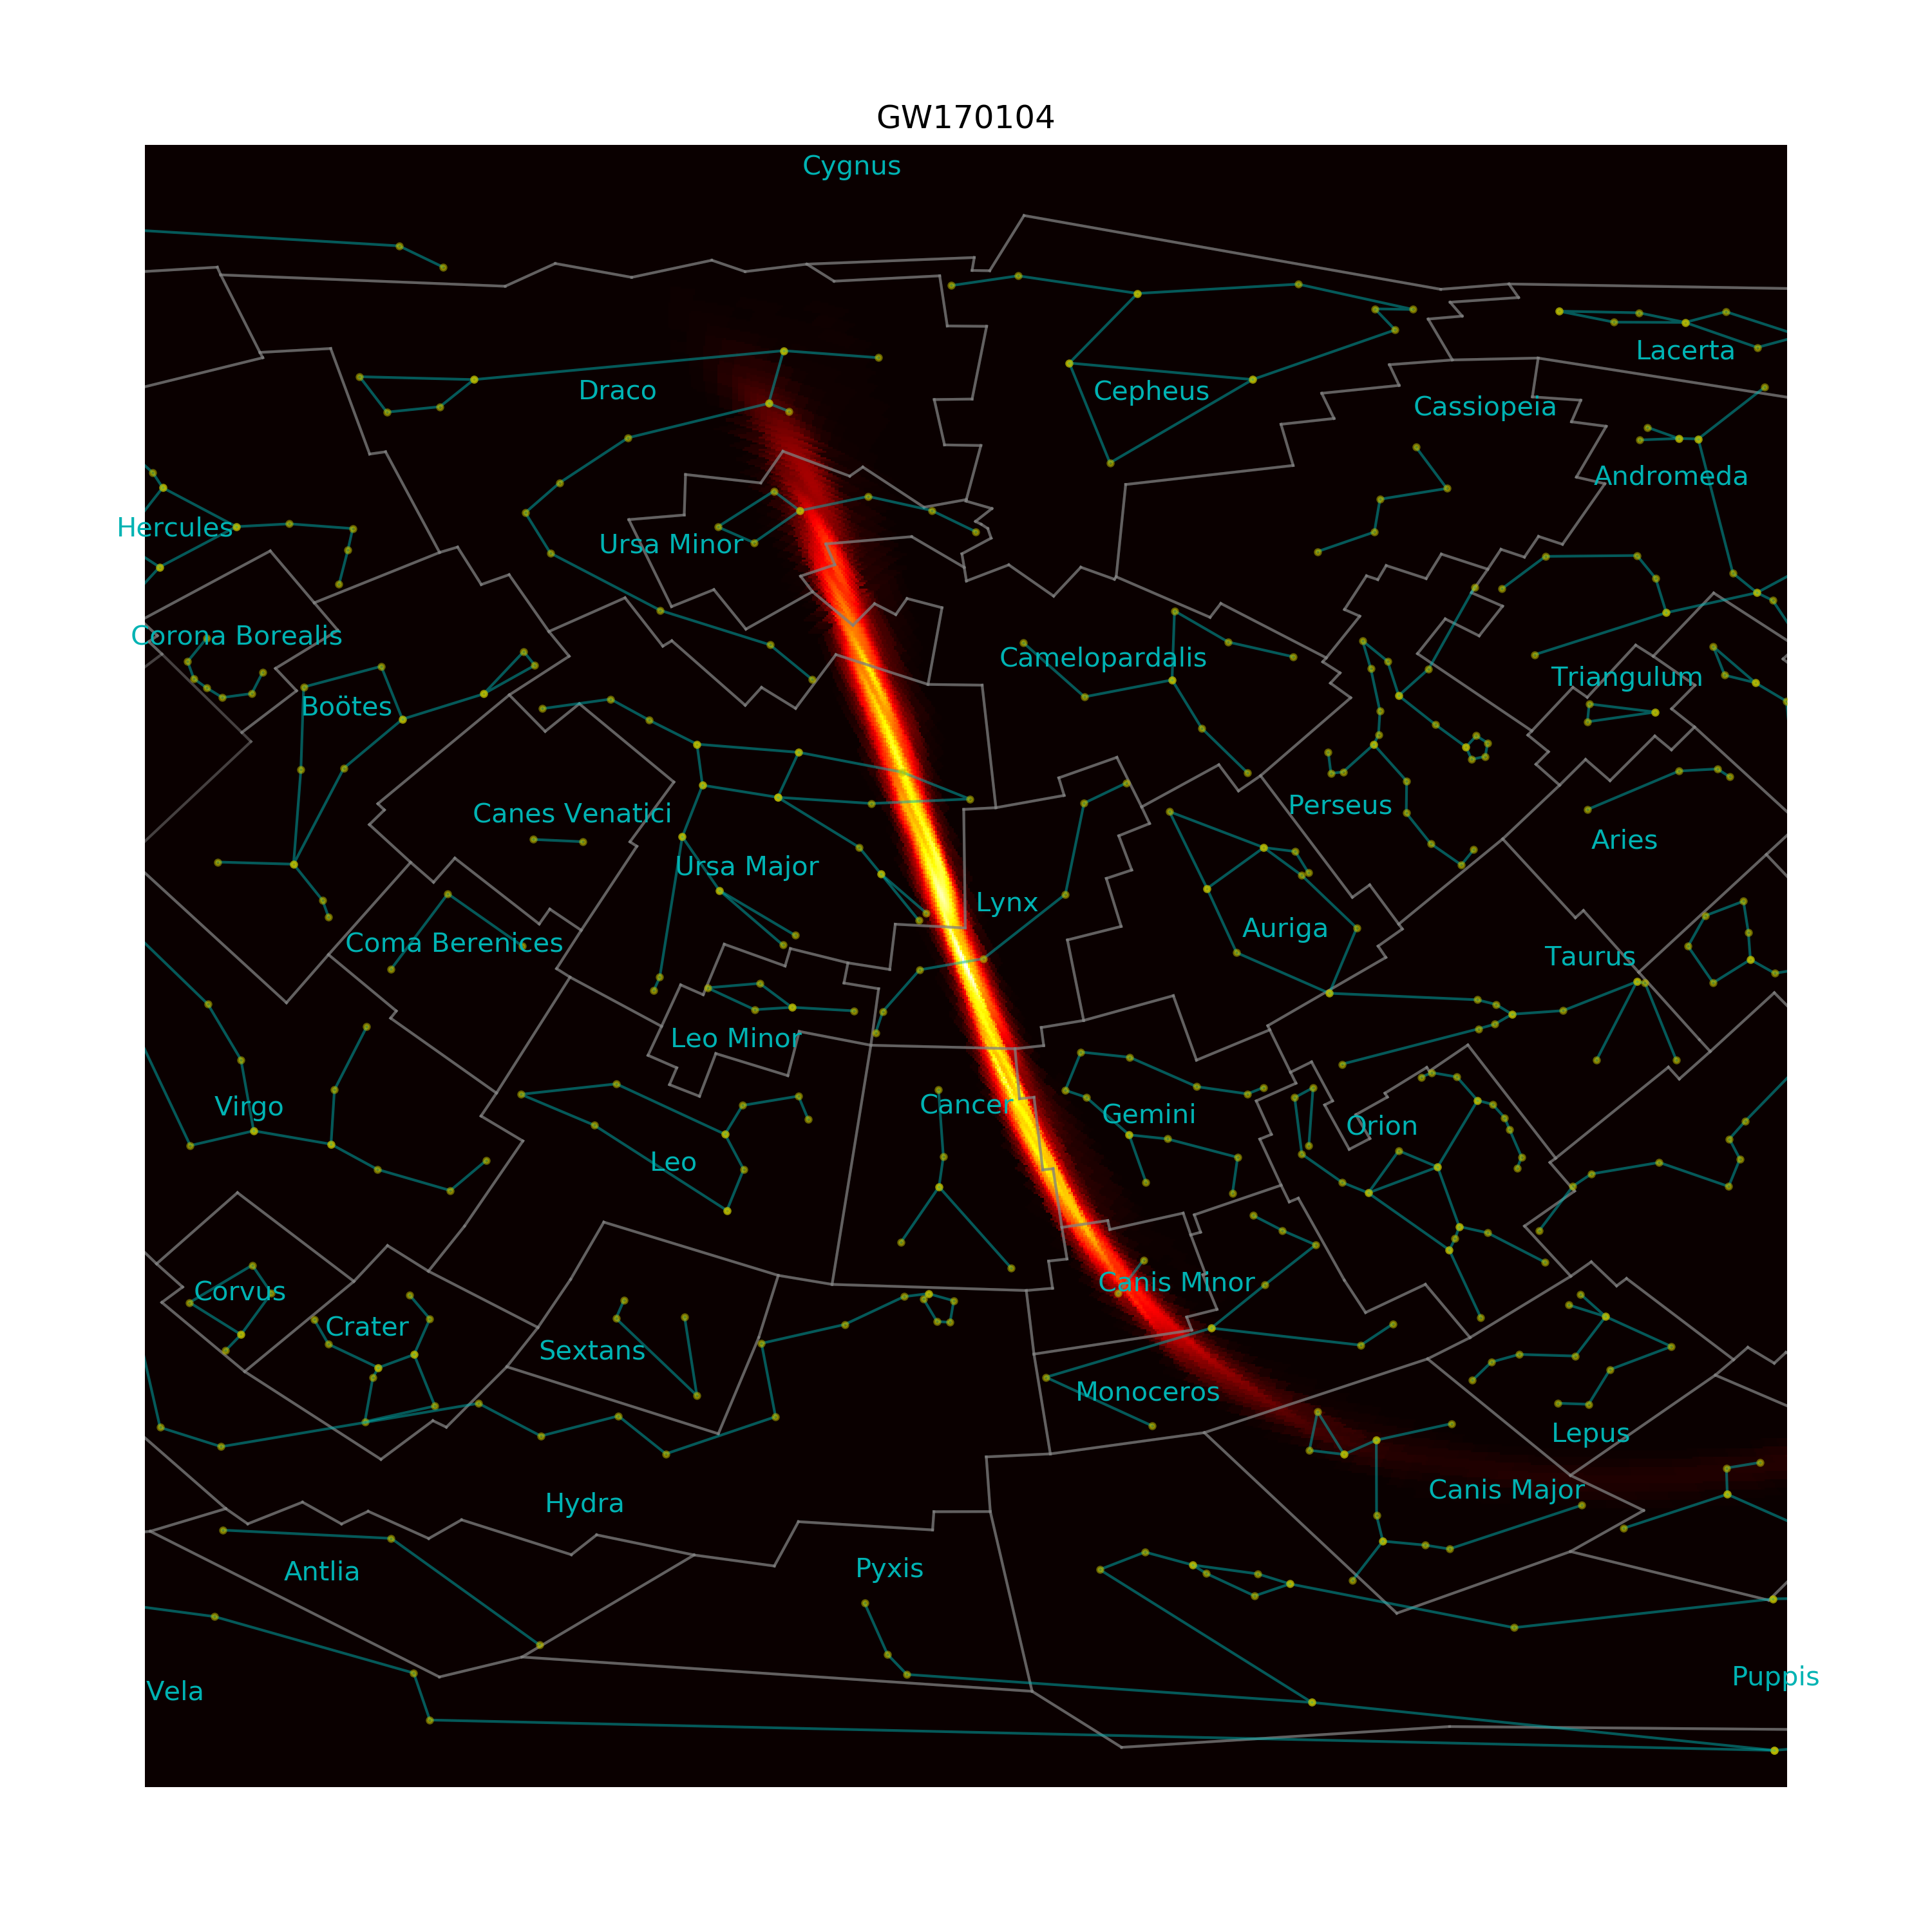 GW170104
Cygnus
Lacerta
Draco
Cepheus
Cassiopeia
Andromeda
Hercules
Ursa Minor
Corona Borealis
Camelopardalis
Triangulum
Boötes
Perseus
Canes Venatici
Aries
Ursa Major
Lynx
Auriga
Coma Berenices
Taurus
Leo Minor
Virgo
Cancer
Gemini
Orion
Leo
Corvus
Canis Minor
Crater
Sextans
Monoceros
Lepus
Canis Major
Hydra
Antlia
Pyxis
Puppis
Vela